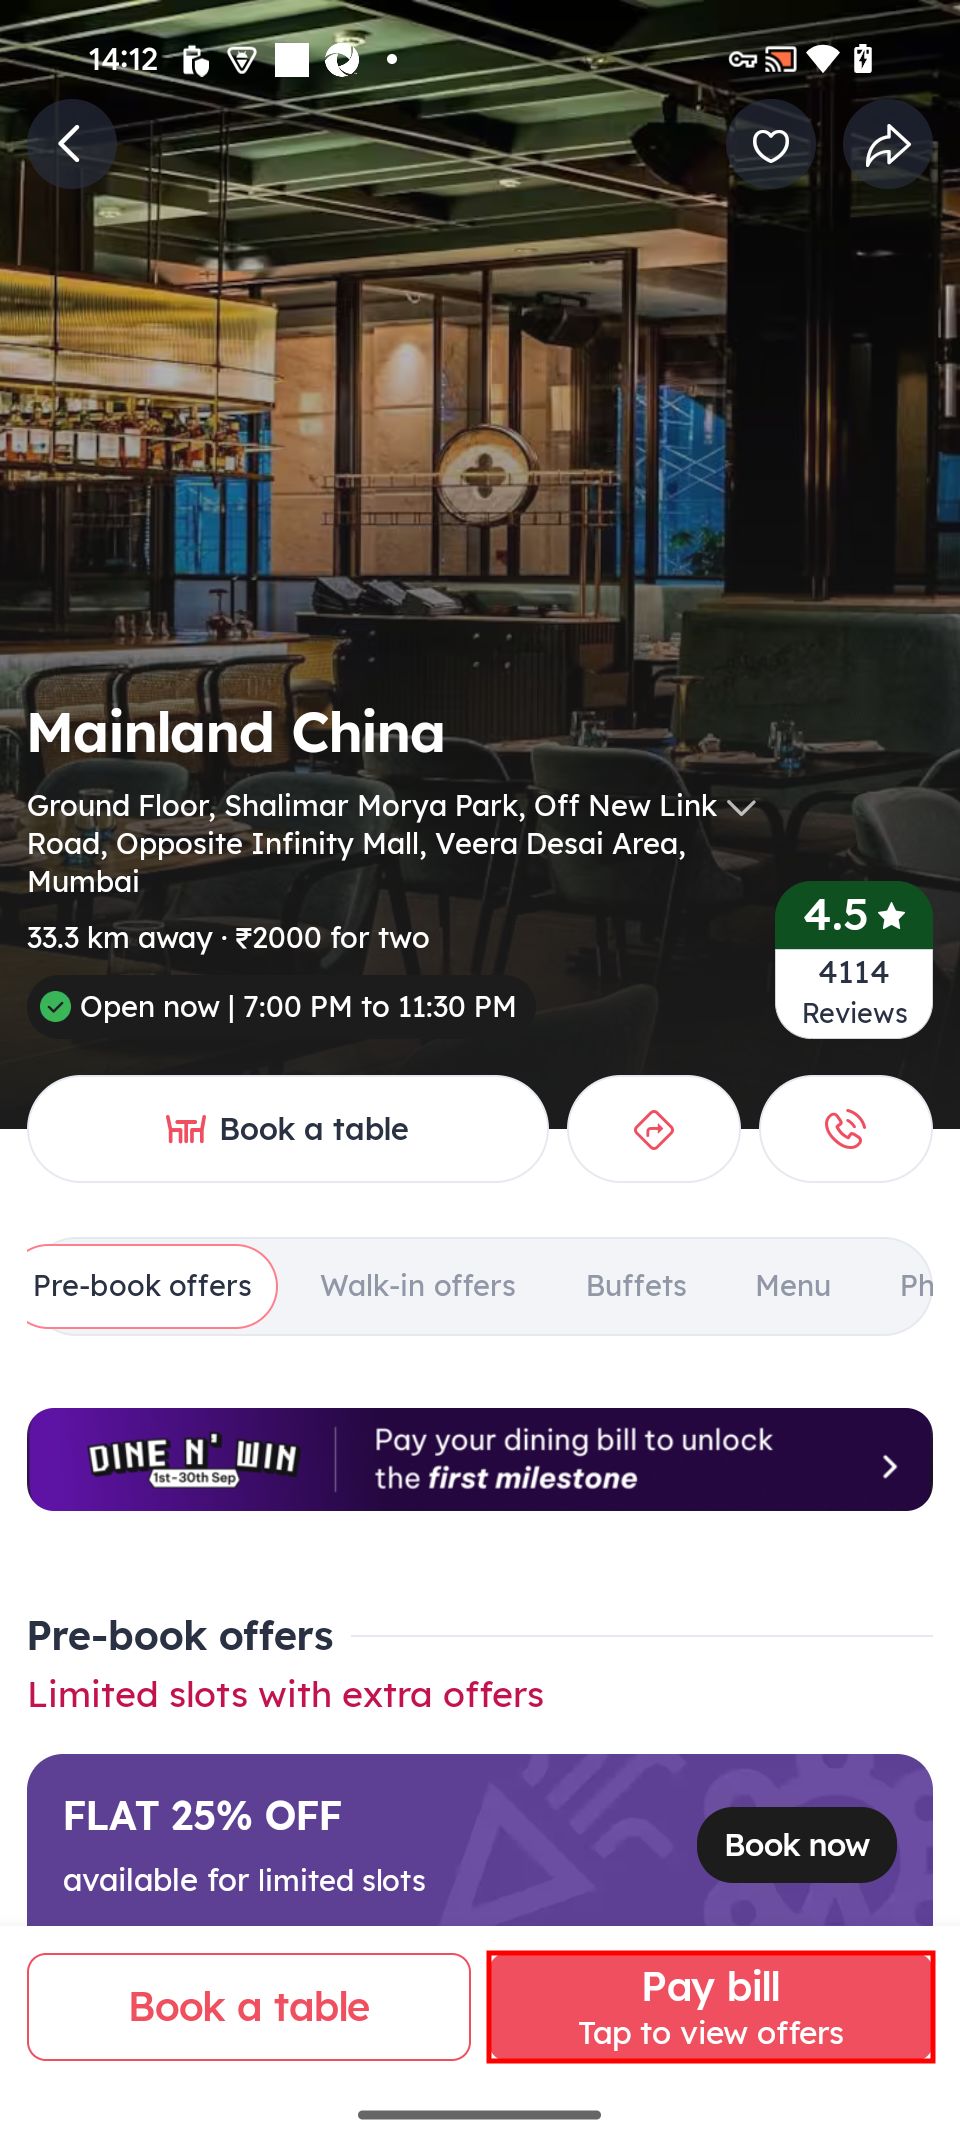 14:12
Mainland China
Ground Floor, Shalimar Morya Park, Off New Link
Road, Opposite Infinity Mall, Veera Desai Area,
Mumbai
33.3 km away · ₹2000 for two
Open now | 7:00 PM to 11:30 PM
4.5
4114
Reviews
Book a table
Pre-book offers
Walk-in offers
Buffets
Menu
Ph
DINE N' WIN
1st-30th Sep
Pay your dining bill to unlock
the first milestone
Pre-book offers
Limited slots with extra offers
FLAT 25% OFF
available for limited slots
Book now
Book a table
Pay bill
Tap to view offers